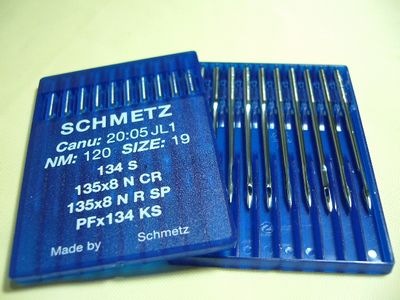 SCHMETZ
Canu: 20:05 JL1
NM: 120 SIZE: 19
134 S
135x8 N CR
135x8 N R SP
PFx134 KS
Made by Schmetz